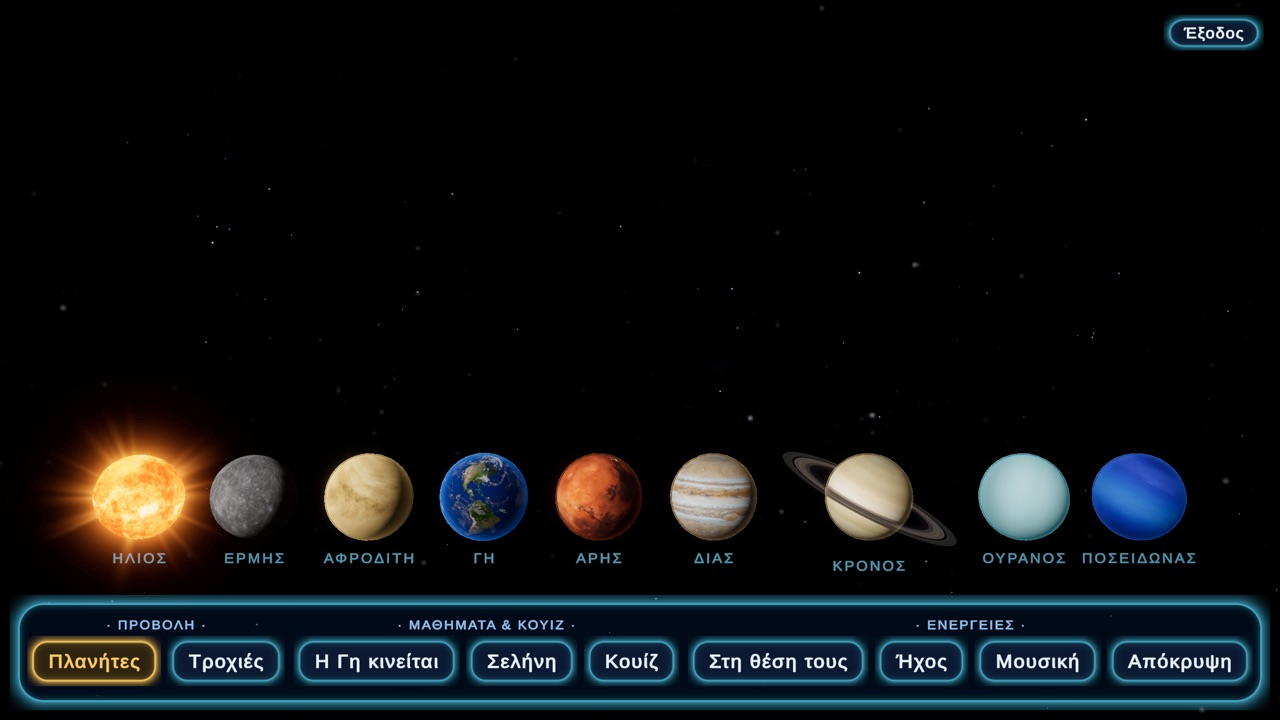 Έξοδος
ΗΛΙΟΣ ΕΡΜΗΣ ΑΦΡΟΔΙΤΗ ΓΗ ΑΡΗΣ ΔΙΑΣ ΚΡΟΝΟΣ ΟΥΡΑΝΟΣ ΠΟΣΕΙΔΩΝΑΣ
· ΠΡΟΒΟΛΗ · · ΜΑΘΗΜΑΤΑ & ΚΟΥΙΖ · · ΕΝΕΡΓΕΙΕΣ ·
Πλανήτες Τροχιές Η Γη κινείται Σελήνη Κουίζ Στη θέση τους Ήχος Μουσική Απόκρυψη